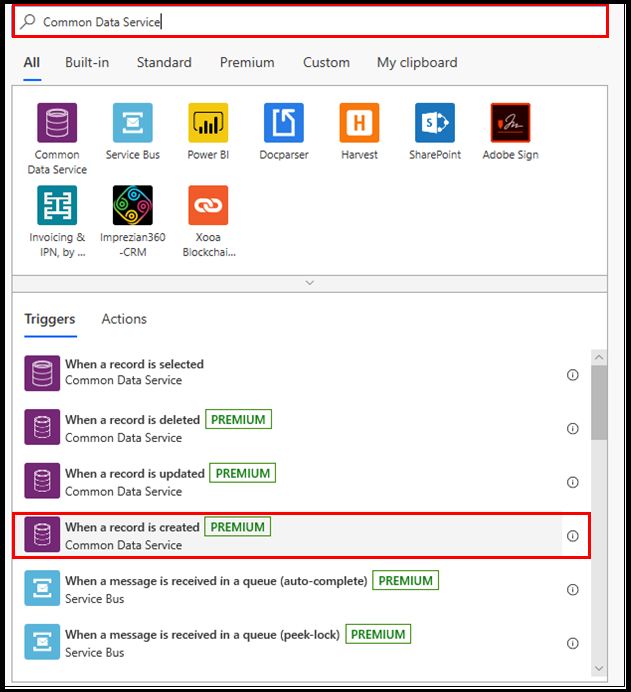 Common Data Service
All Built-in Standard Premium Custom My clipboard
Common
Data Service
Service Bus
Power BI
Docparser
Harvest
SharePoint
Adobe Sign
Invoicing &
IPN, by ...
Imprezian360
-CRM
Xooa
Blockchai...
Triggers Actions
When a record is selected
Common Data Service
When a record is deleted PREMIUM
Common Data Service
When a record is updated PREMIUM
Common Data Service
When a record is created PREMIUM
Common Data Service
When a message is received in a queue (auto-complete) PREMIUM
Service Bus
When a message is received in a queue (peek-lock) PREMIUM
Service Bus